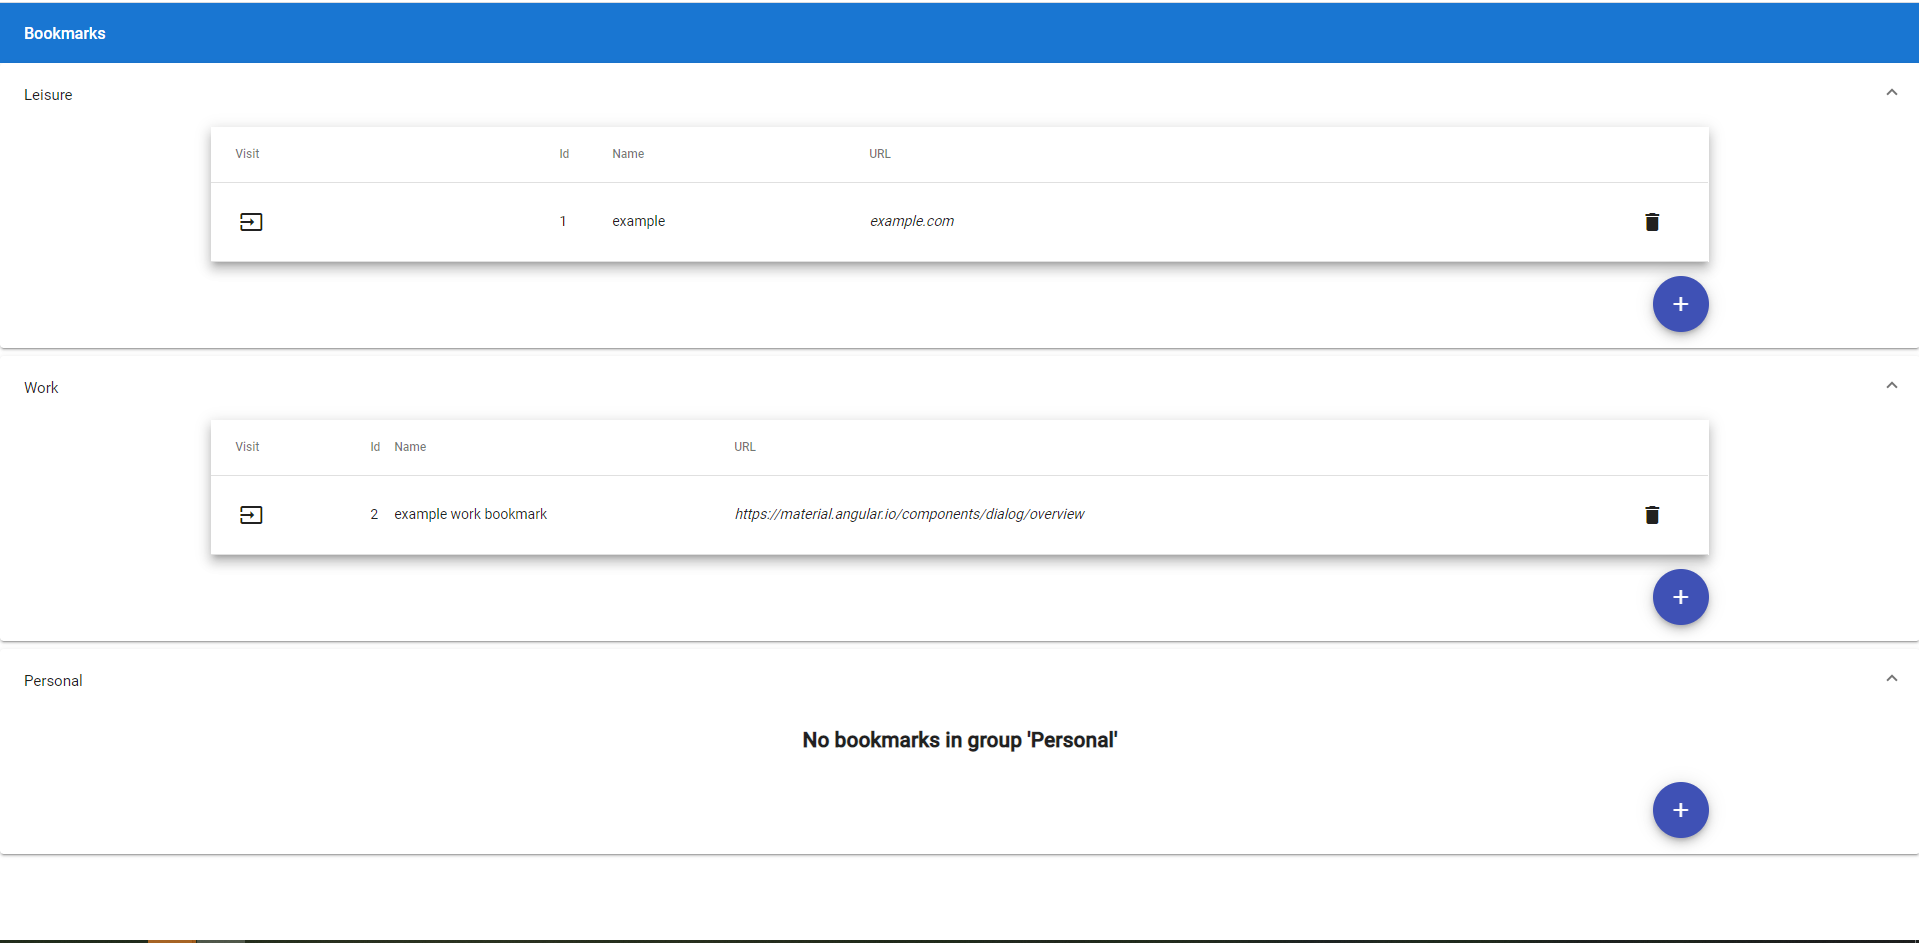 Bookmarks
Leisure
Visit Id Name URL
1 example example.com
+
Work
Visit Id Name URL
2 example work bookmark https://material.angular.io/components/dialog/overview
+
Personal
No bookmarks in group 'Personal'
+